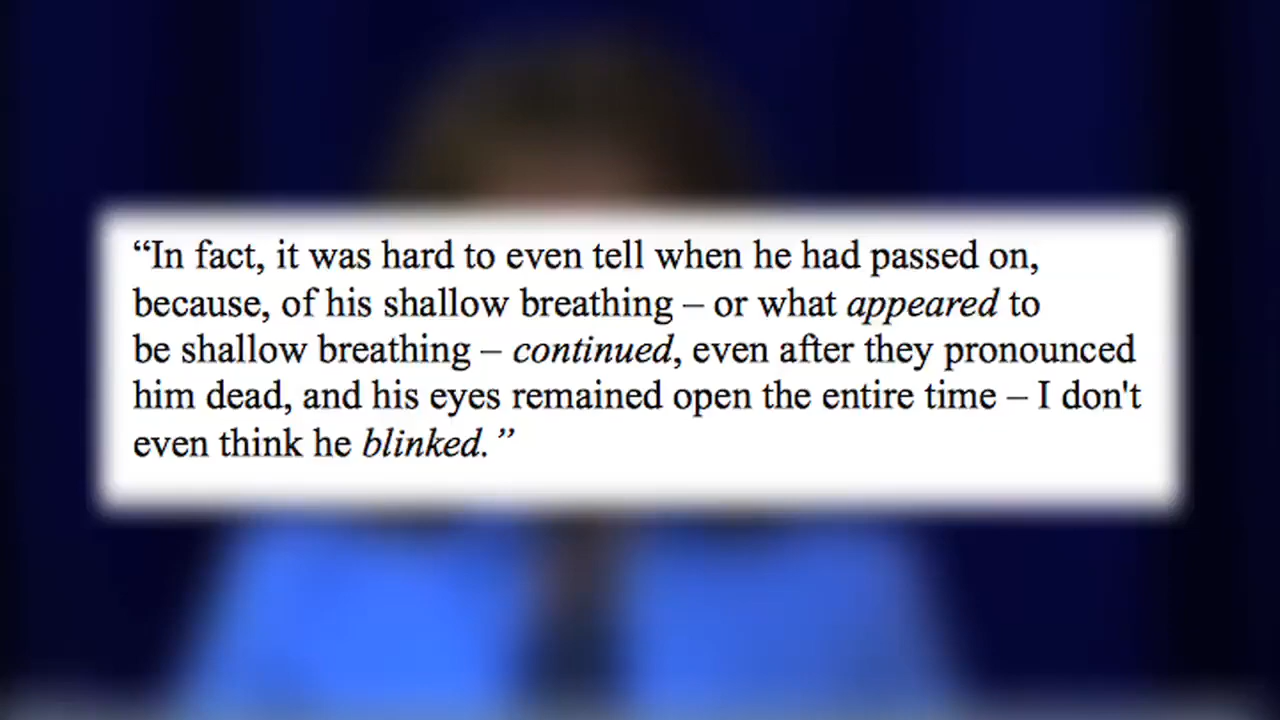 “In fact, it was hard to even tell when he had passed on,
because, of his shallow breathing – or what appeared to
be shallow breathing – continued, even after they pronounced
him dead, and his eyes remained open the entire time – I don't
even think he blinked.”